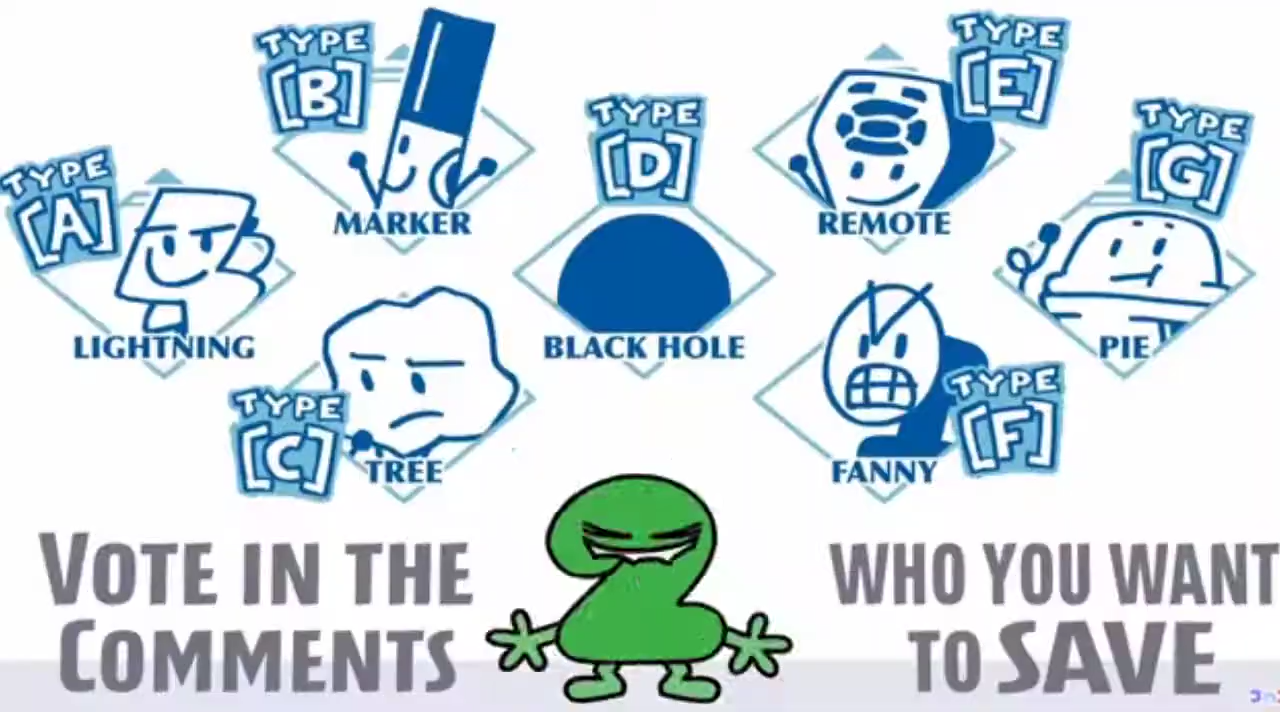 TYPE
[A]
LIGHTNING
TYPE
[B]
MARKER
TYPE
[C]
TREE
TYPE
[D]
BLACK HOLE
TYPE
[E]
REMOTE
TYPE
[F]
FANNY
TYPE
[G]
PIE
VOTE IN THE
COMMENTS
WHO YOU WANT
TO SAVE